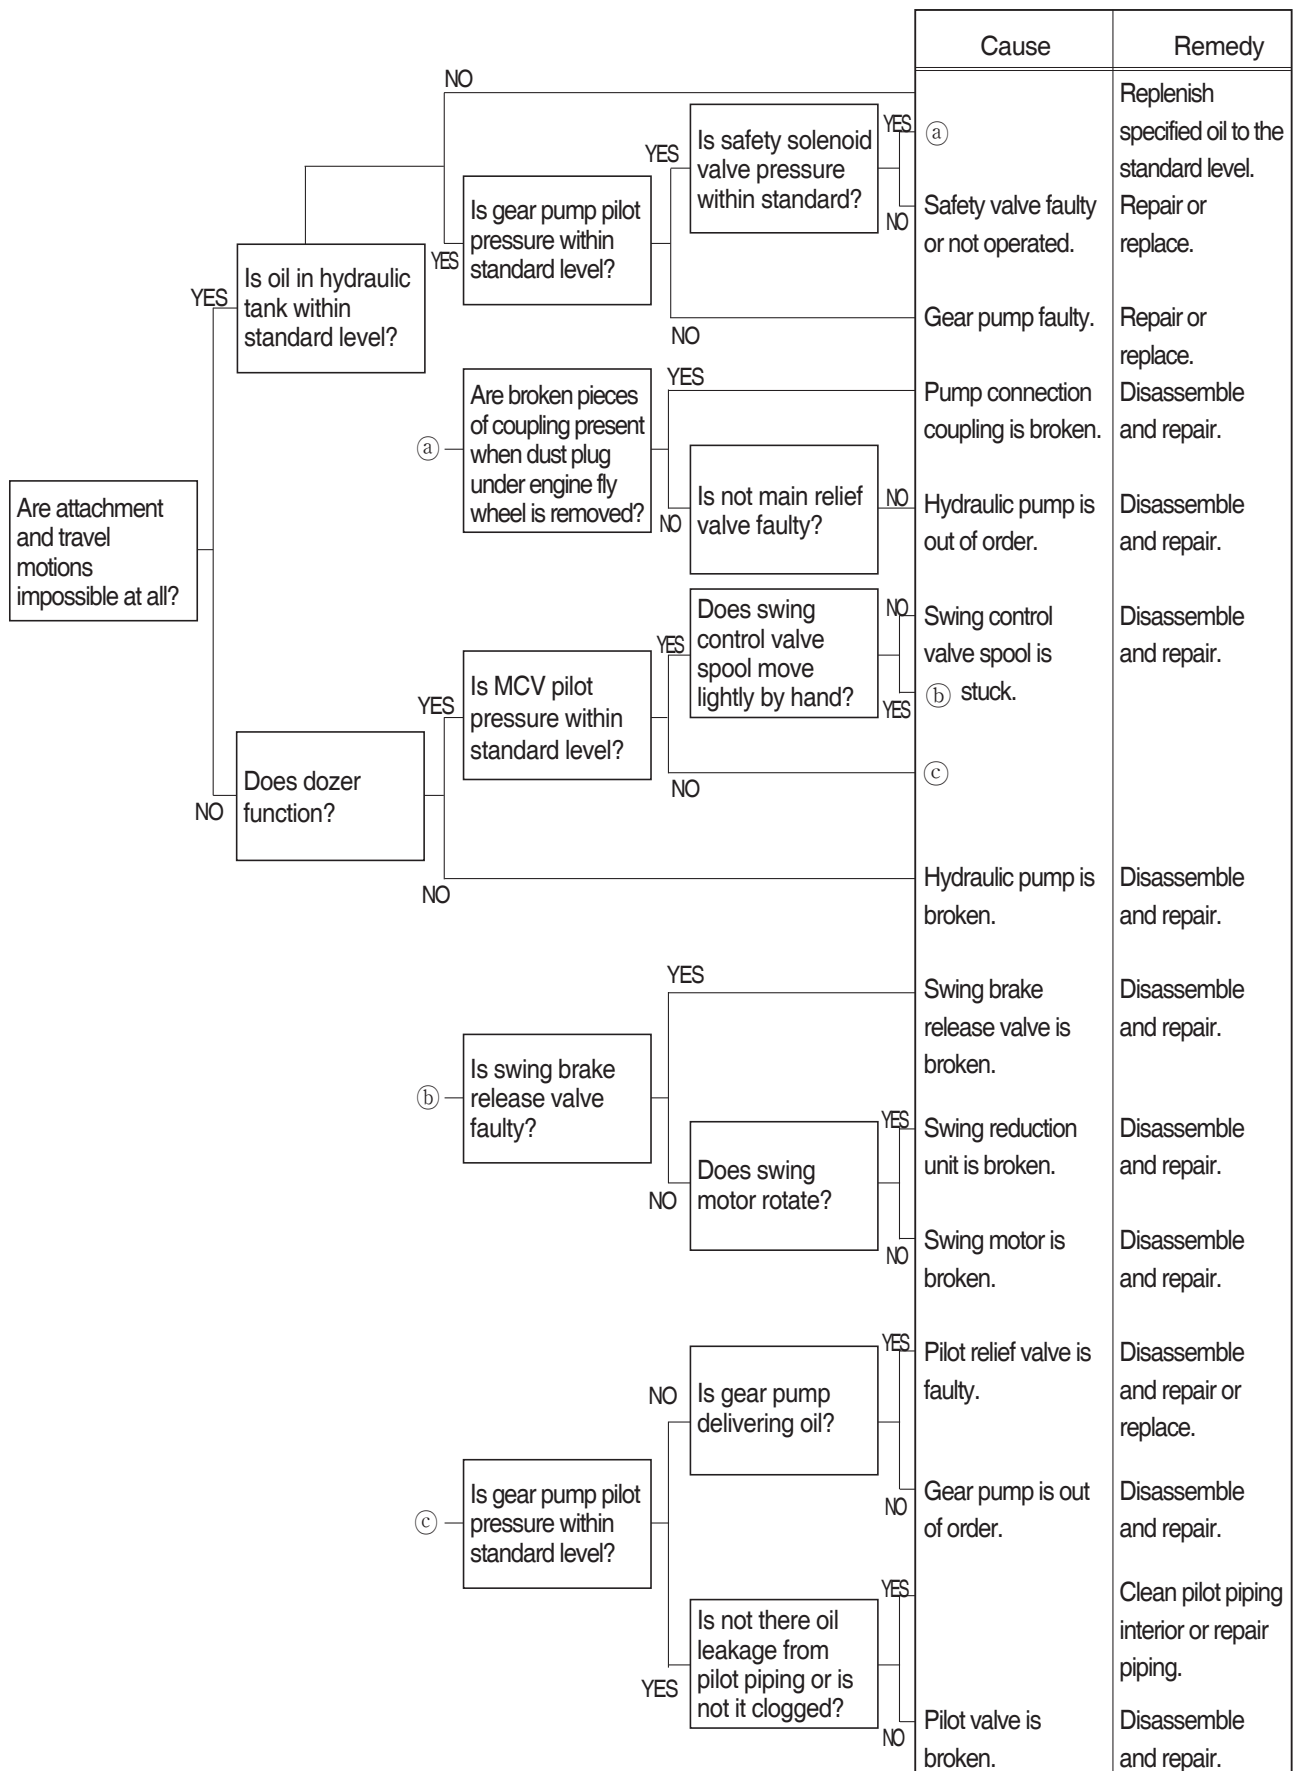 Cause
Remedy
NO
Replenish
specified oil to the
standard level.
YES
ⓐ
Is safety solenoid
valve pressure
within standard?
YES
NO
Safety valve faulty
or not operated.
Repair or
replace.
Is gear pump pilot
pressure within
standard level?
YES
Is oil in hydraulic
tank within
standard level?
YES
NO
Gear pump faulty.
Repair or
replace.
YES
Are broken pieces
of coupling present
when dust plug
under engine fly
wheel is removed?
ⓐ
Pump connection
coupling is broken.
Disassemble
and repair.
NO
Is not main relief
valve faulty?
NO
Hydraulic pump is
out of order.
Disassemble
and repair.
Are attachment
and travel
motions
impossible at all?
Does swing
control valve
spool move
lightly by hand?
NO
Swing control
valve spool is
ⓑ stuck.
Disassemble
and repair.
YES
YES
Is MCV pilot
pressure within
standard level?
YES
NO
ⓒ
Does dozer
function?
NO
NO
Hydraulic pump is
broken.
Disassemble
and repair.
YES
Swing brake
release valve is
broken.
Disassemble
and repair.
ⓑ
Is swing brake
release valve
faulty?
NO
Does swing
motor rotate?
YES
Swing reduction
unit is broken.
Disassemble
and repair.
NO
Swing motor is
broken.
Disassemble
and repair.
YES
Pilot relief valve is
faulty.
Disassemble
and repair or
replace.
NO
Is gear pump
delivering oil?
NO
Gear pump is out
of order.
Disassemble
and repair.
ⓒ
Is gear pump pilot
pressure within
standard level?
YES
Is not there oil
leakage from
pilot piping or is
not it clogged?
YES
Clean pilot piping
interior or repair
piping.
NO
Pilot valve is
broken.
Disassemble
and repair.